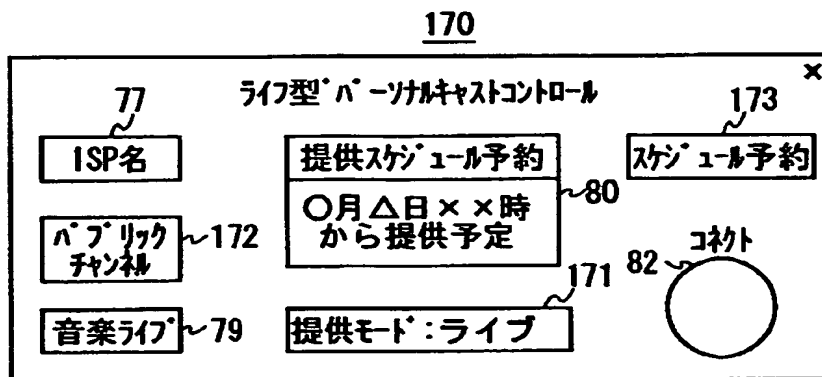 170
×
ライフ型パーソナルキャストコントロール
77
173
ISP名
提供スケジュール予約
スケジュール予約
〇月△日××時
から提供予定
80
パブリック
チャンネル
172
コネクト
82
171
音楽ライブ
79
提供モード:ライブ